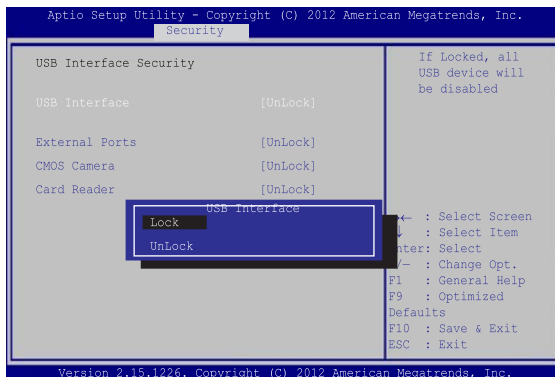 Aptio Setup Utility - Copyright (C) 2012 American Megatrends, Inc.
Security
USB Interface Security
USB Interface [UnLock]
External Ports [UnLock]
CMOS Camera [UnLock]
Card Reader [UnLock]
USB Interface
Lock
UnLock
If Locked, all
USB device will
be disabled
→← : Select Screen
↓ : Select Item
nter: Select
/— : Change Opt.
F1 : General Help
F9 : Optimized
Defaults
F10 : Save & Exit
ESC : Exit
Version 2.15.1226. Copyright (C) 2012 American Megatrends, Inc.